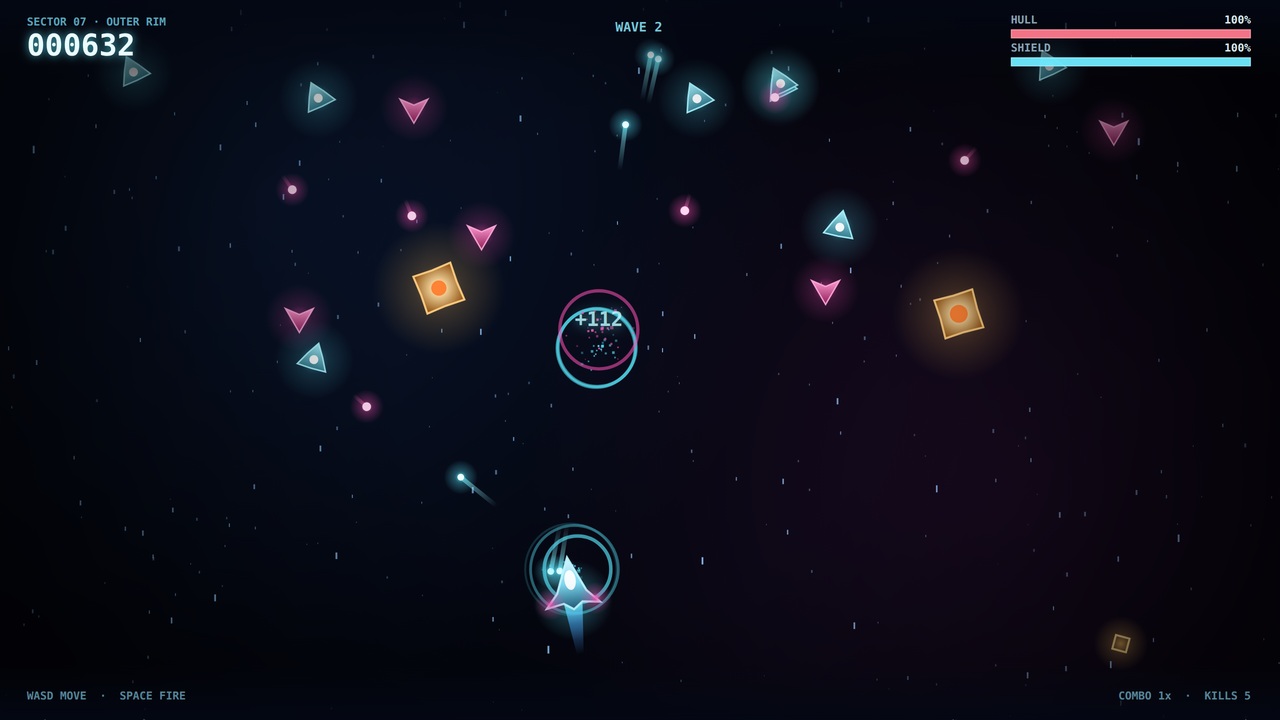 SECTOR 07 · OUTER RIM
000632
WAVE 2
HULL 100%
SHIELD 100%
+112
WASD MOVE · SPACE FIRE
COMBO 1x · KILLS 5